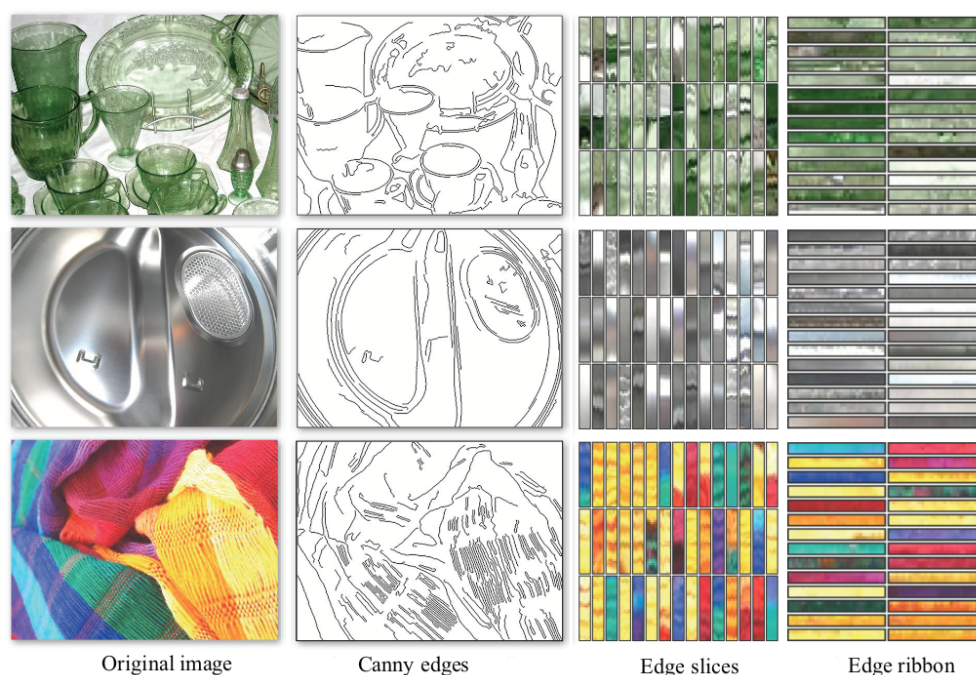 Original image
Canny edges
Edge slices
Edge ribbon